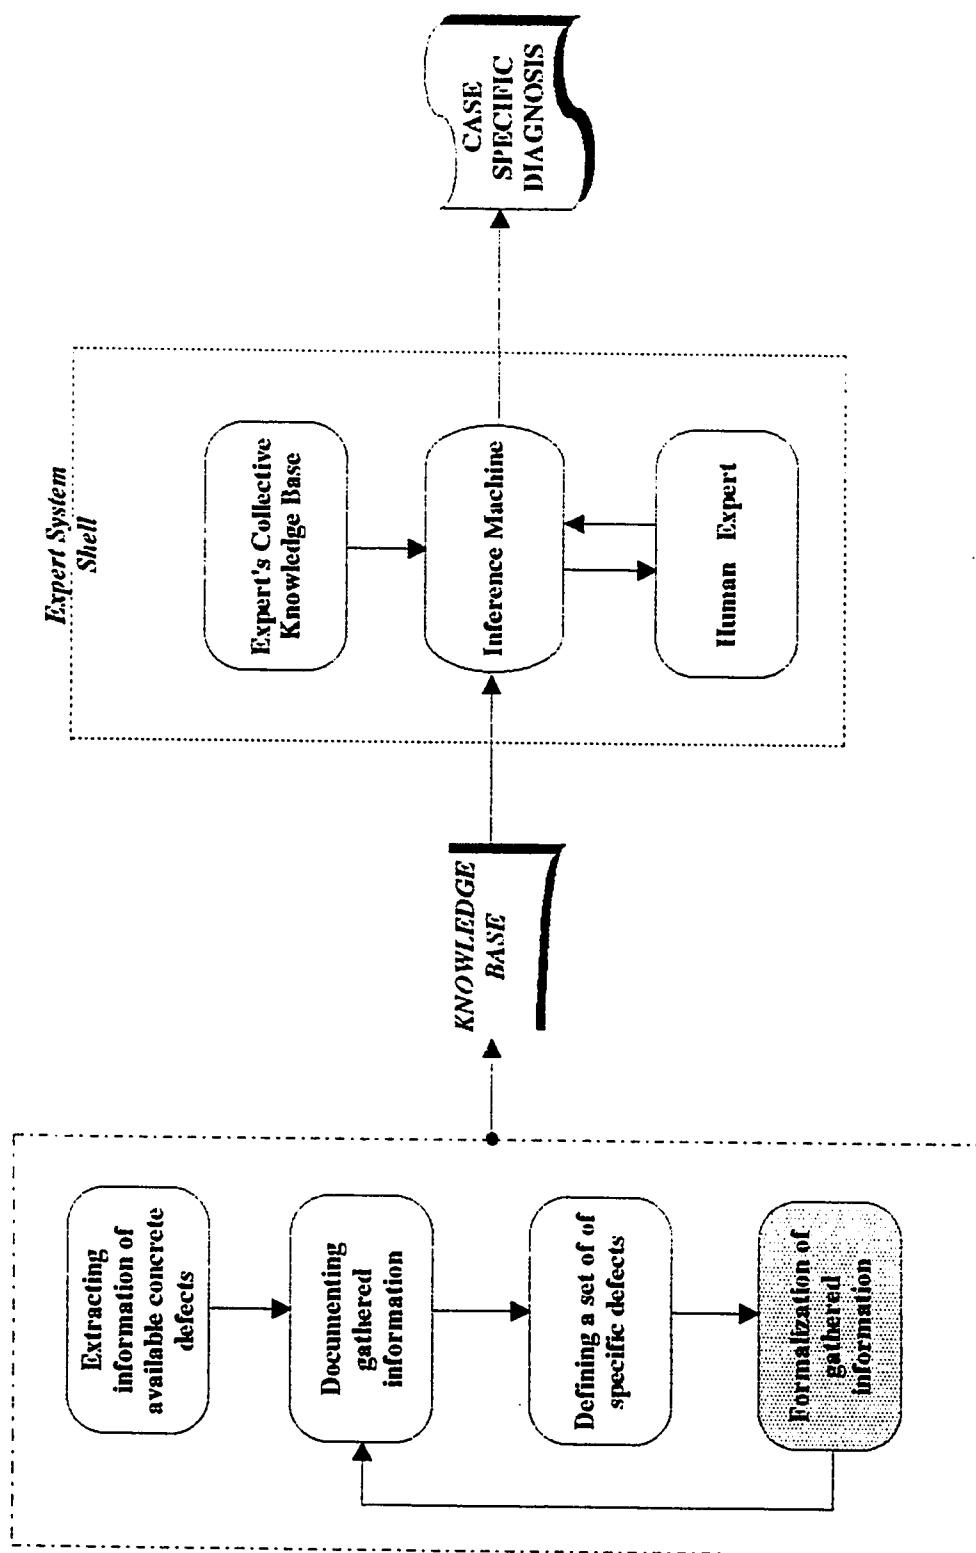 Extracting
information of
available concrete
defects
Documenting
gathered
information
Defining a set of of
specific defects
Formalization of
gathered
information
KNOWLEDGE
BASE
Expert System
Shell
Expert's Collective
Knowledge Base
Inference Machine
Human Expert
CASE
SPECIFIC
DIAGNOSIS